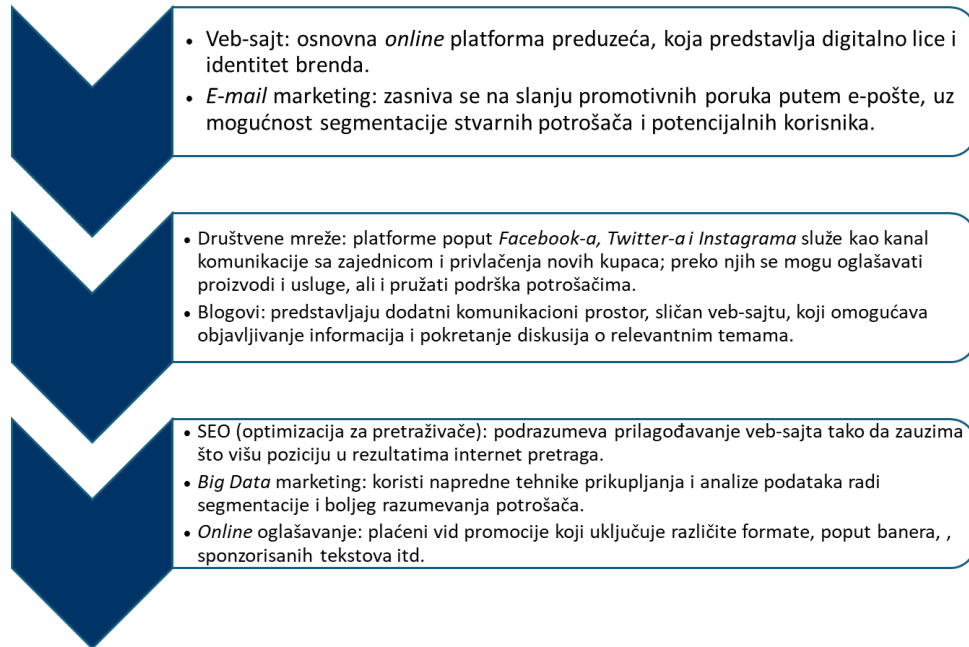 • Veb-sajt: osnovna online platforma preduzeća, koja predstavlja digitalno lice i
identitet brenda.
• E-mail marketing: zasniva se na slanju promotivnih poruka putem e-pošte, uz
mogućnost segmentacije stvarnih potrošača i potencijalnih korisnika.
• Društvene mreže: platforme poput Facebook-a, Twitter-a i Instagrama služe kao kanal
komunikacije sa zajednicom i privlačenja novih kupaca; preko njih se mogu oglašavati
proizvodi i usluge, ali i pružati podrška potrošačima.
• Blogovi: predstavljaju dodatni komunikacioni prostor, sličan veb-sajtu, koji omogućava
objavljivanje informacija i pokretanje diskusija o relevantnim temama.
• SEO (optimizacija za pretraživače): podrazumeva prilagođavanje veb-sajta tako da zauzima
što višu poziciju u rezultatima internet pretraga.
• Big Data marketing: koristi napredne tehnike prikupljanja i analize podataka radi
segmentacije i boljeg razumevanja potrošača.
• Online oglašavanje: plaćeni vid promocije koji uključuje različite formate, poput banera, ,
sponzorisanih tekstova itd.